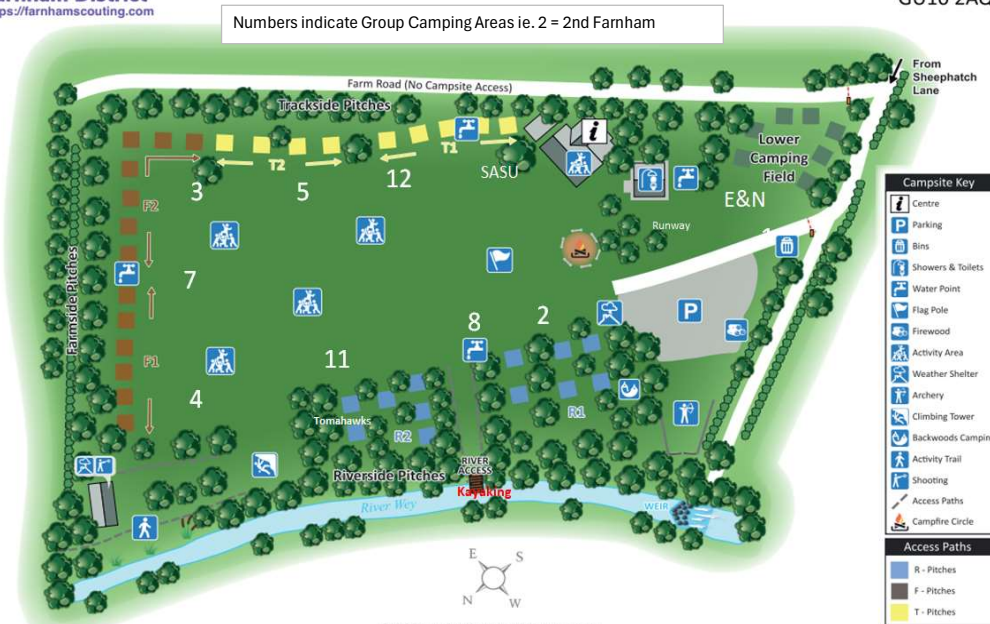 ps://farnhamscouting.com
Numbers indicate Group Camping Areas ie. 2 = 2nd Farnham
From
Sheephatch
Lane
Farm Road (No Campsite Access)
Trackside Pitches
T2
T1
SASU
i
Lower
Camping
Field
3
5
12
E&N
F2
Runway
Farmside Pitches
7
P
8
2
F1
11
4
Tomahawks
R1
R2
RIVER
ACCESS
Riverside Pitches
Kayaking
River Wey
WEIR
E
S
N
W
Campsite Key
i Centre
P Parking
Bins
Showers & Toilets
Water Point
Flag Pole
Firewood
Activity Area
Weather Shelter
Archery
Climbing Tower
Backwoods Campin
Activity Trail
Shooting
Access Paths
Campfire Circle
Access Paths
R - Pitches
F - Pitches
T - Pitches